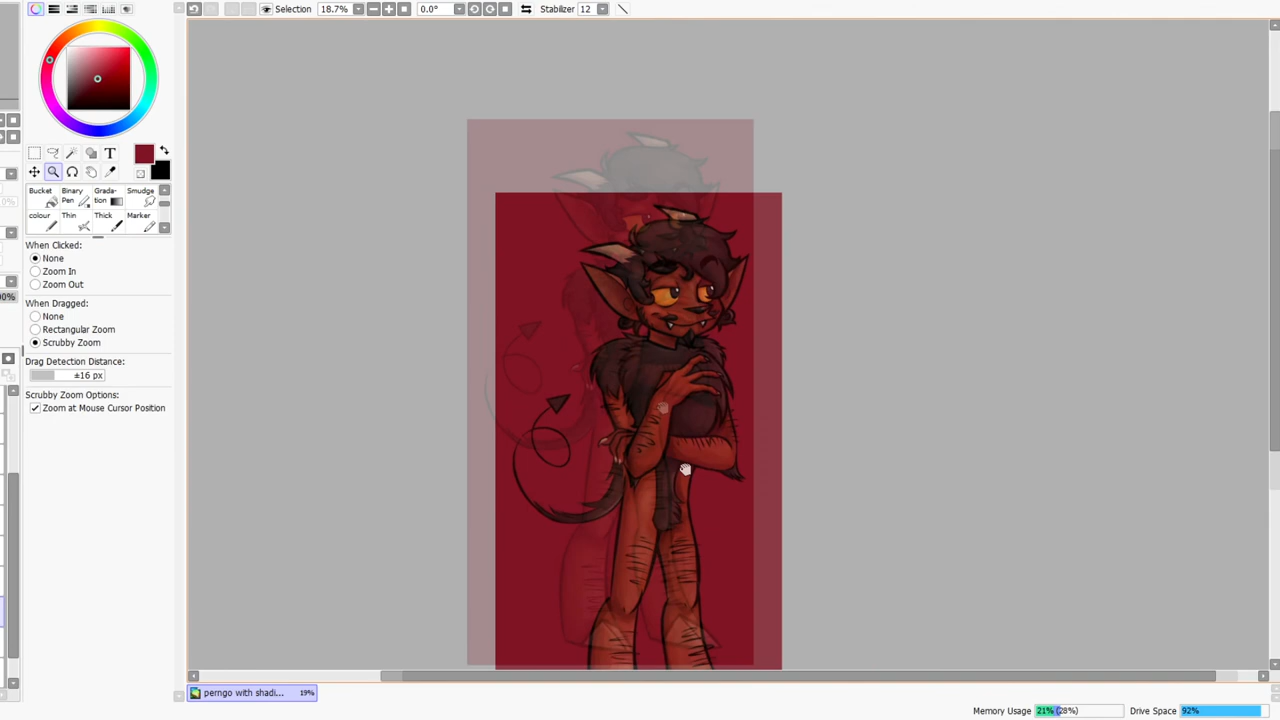 Selection 18.7% 0.0° Stabilizer 12
T
Bucket Binary Pen Grada-tion Smudge
colour Thin Thick Marker
When Clicked:
None
Zoom In
Zoom Out
When Dragged:
None
Rectangular Zoom
Scrubby Zoom
Drag Detection Distance:
±16 px
Scrubby Zoom Options:
Zoom at Mouse Cursor Position
perngo with shadi... 19%
Memory Usage 21% (28%) Drive Space 92%